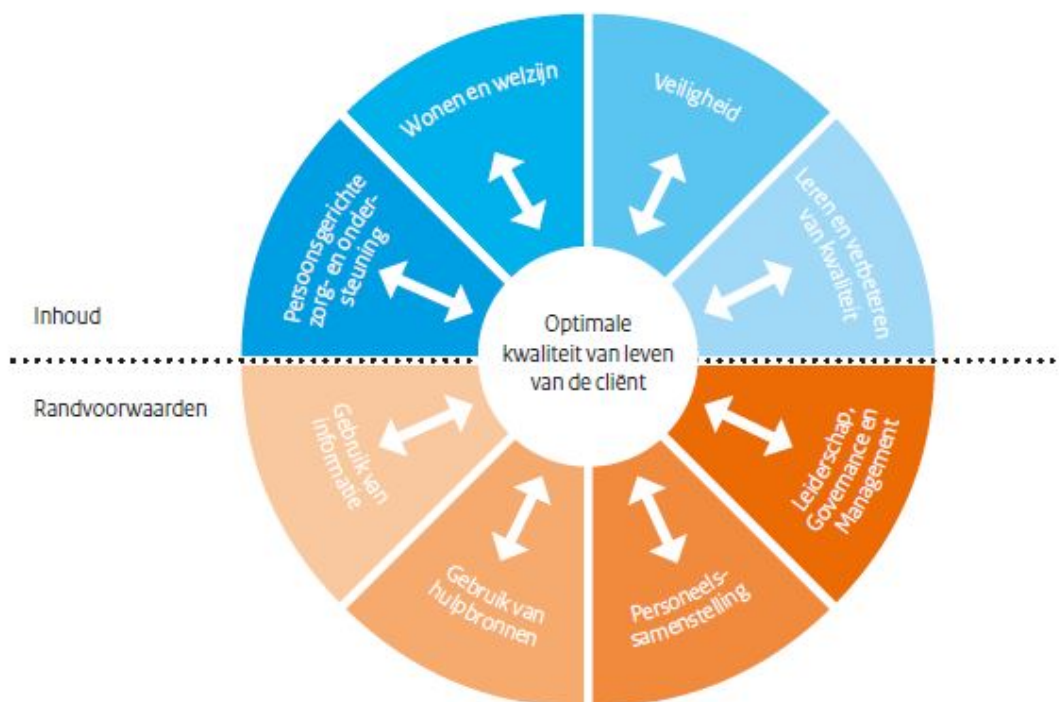 Wonen en welzijn
Veiligheid
Persoonsgerichte
zorg- en onder-
steuning
Leren en verbeteren
van kwaliteit
Inhoud
Optimale
kwaliteit van leven
van de cliënt
Randvoorwaarden
Gebruik van
informatie
Leiderschap,
Governance en
Management
Gebruik van
hulpbronnen
Personeels-
samenstelling